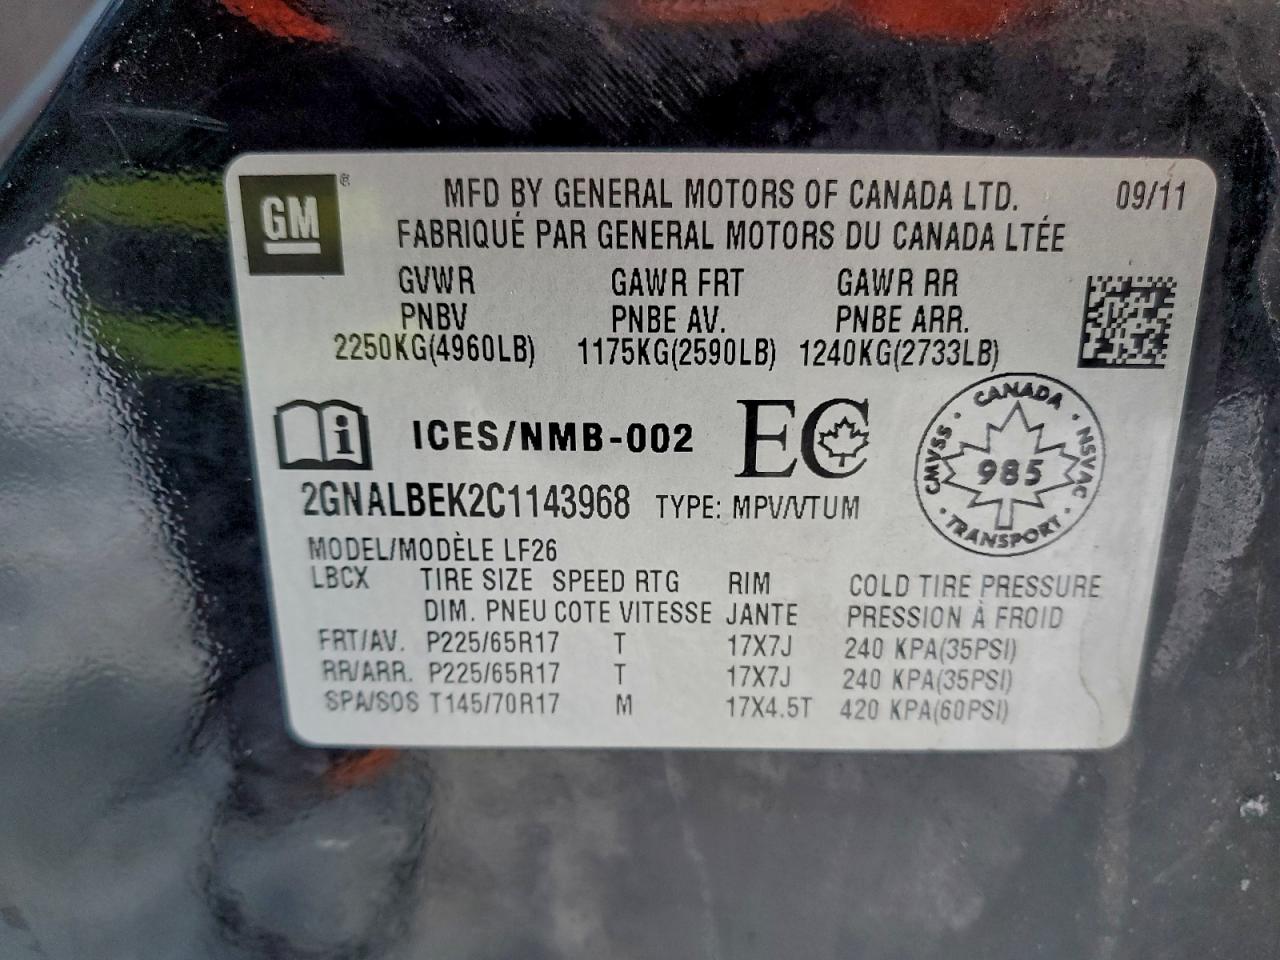 GM ®
MFD BY GENERAL MOTORS OF CANADA LTD. 09/11
FABRIQUÉ PAR GENERAL MOTORS DU CANADA LTÉE
GVWR GAWR FRT GAWR RR
PNBV PNBE AV. PNBE ARR.
2250KG(4960LB) 1175KG(2590LB) 1240KG(2733LB)
ICES/NMB-002 EC
CANADA
CMVSS 985 NSVAC
TRANSPORT
2GNALBEK2C1143968 TYPE: MPV/VTUM
MODEL/MODÈLE LF26
LBCX TIRE SIZE SPEED RTG RIM COLD TIRE PRESSURE
DIM. PNEU COTE VITESSE JANTE PRESSION À FROID
FRT/AV. P225/65R17 T 17X7J 240 KPA(35PSI)
RR/ARR. P225/65R17 T 17X7J 240 KPA(35PSI)
SPA/SOS T145/70R17 M 17X4.5T 420 KPA(60PSI)